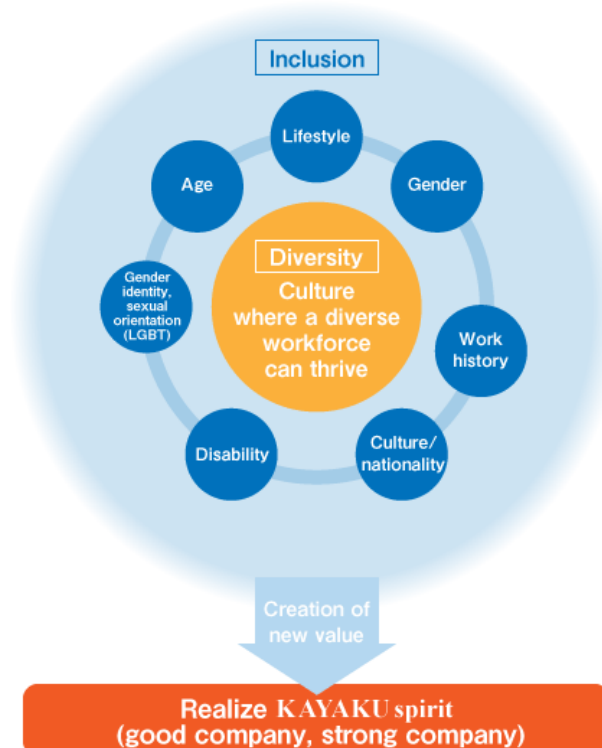 Inclusion
Lifestyle
Age
Gender
Diversity
Culture
where a diverse
workforce
can thrive
Gender
identity,
sexual
orientation
(LGBT)
Work
history
Disability
Culture/
nationality
Creation of
new value
Realize KAYAKU spirit
(good company, strong company)